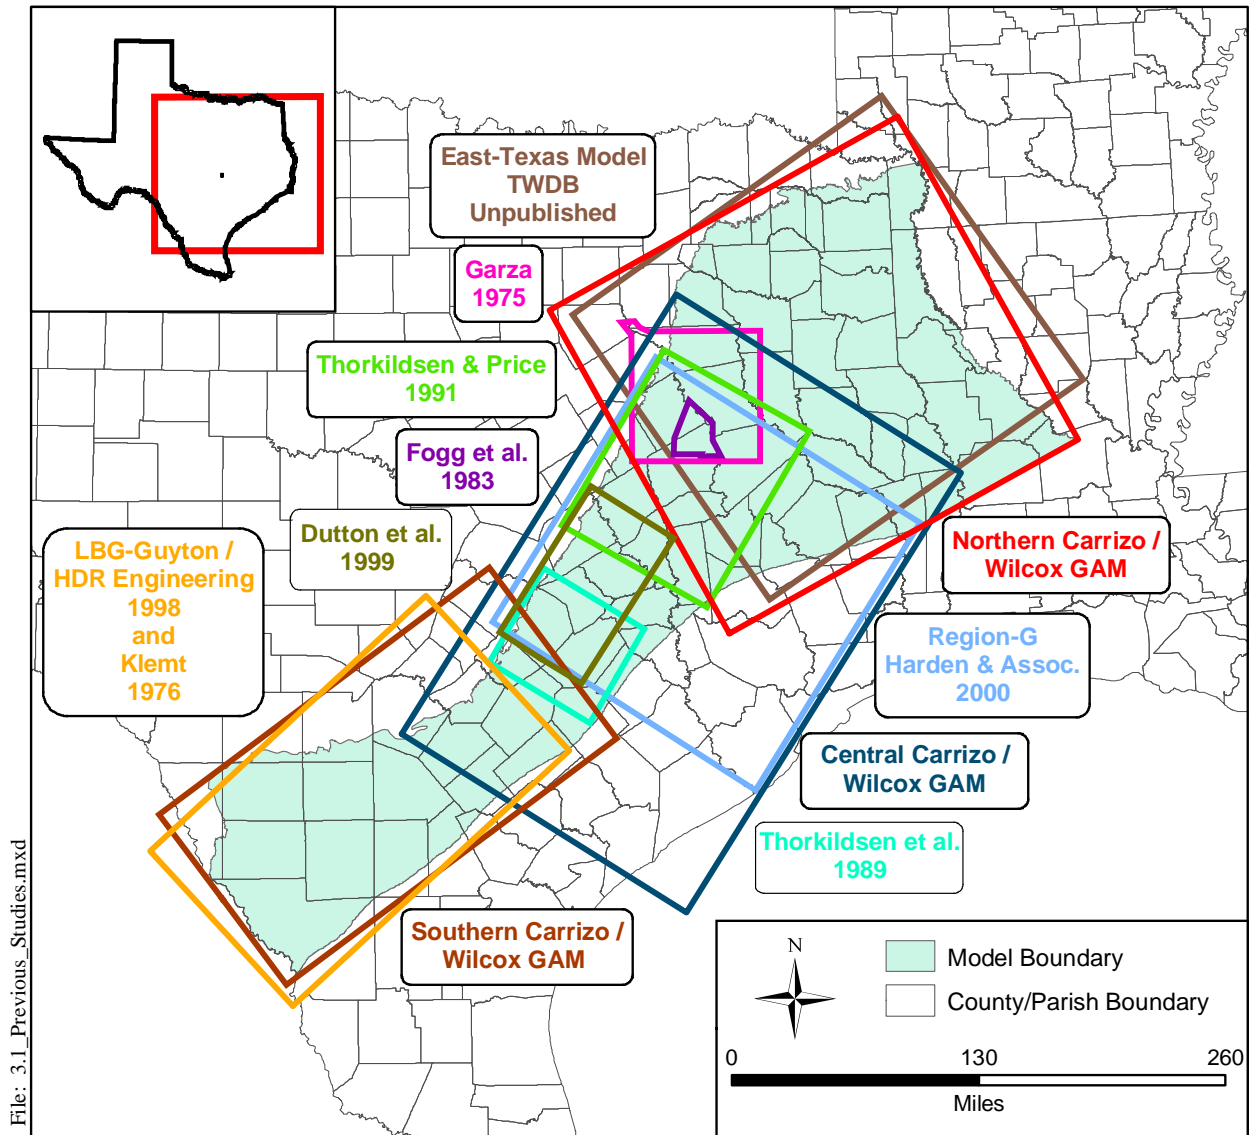 East-Texas Model
TWDB
Unpublished
Garza
1975
Thorkildsen & Price
1991
Fogg et al.
1983
Dutton et al.
1999
LBG-Guyton /
HDR Engineering
1998
and
Klemt
1976
Northern Carrizo /
Wilcox GAM
Region-G
Harden & Assoc.
2000
Central Carrizo /
Wilcox GAM
Thorkildsen et al.
1989
Southern Carrizo /
Wilcox GAM
N
Model Boundary
County/Parish Boundary
0 130 260
Miles
File: 3.1_Previous_Studies.mxd